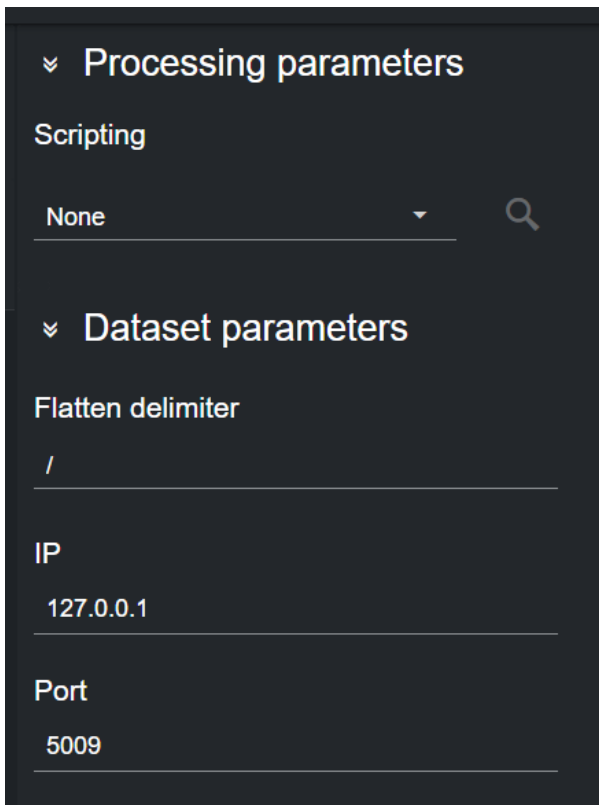 Processing parameters
Scripting
None
Dataset parameters
Flatten delimiter
/
IP
127.0.0.1
Port
5009